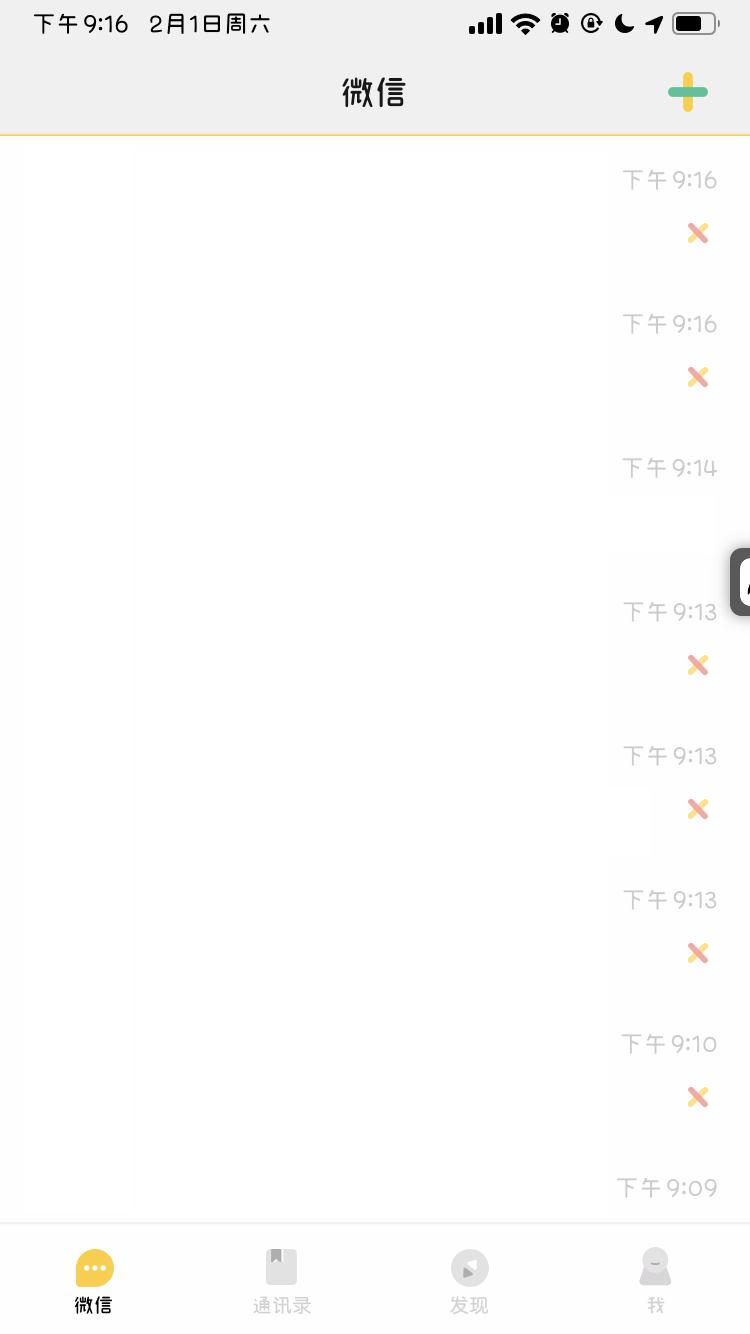 下午9:16 2月1日周六
微信
下午 9:16
下午 9:16
下午 9:14
下午 9:13
下午 9:13
下午 9:13
下午 9:10
下午 9:09
微信 通讯录 发现 我